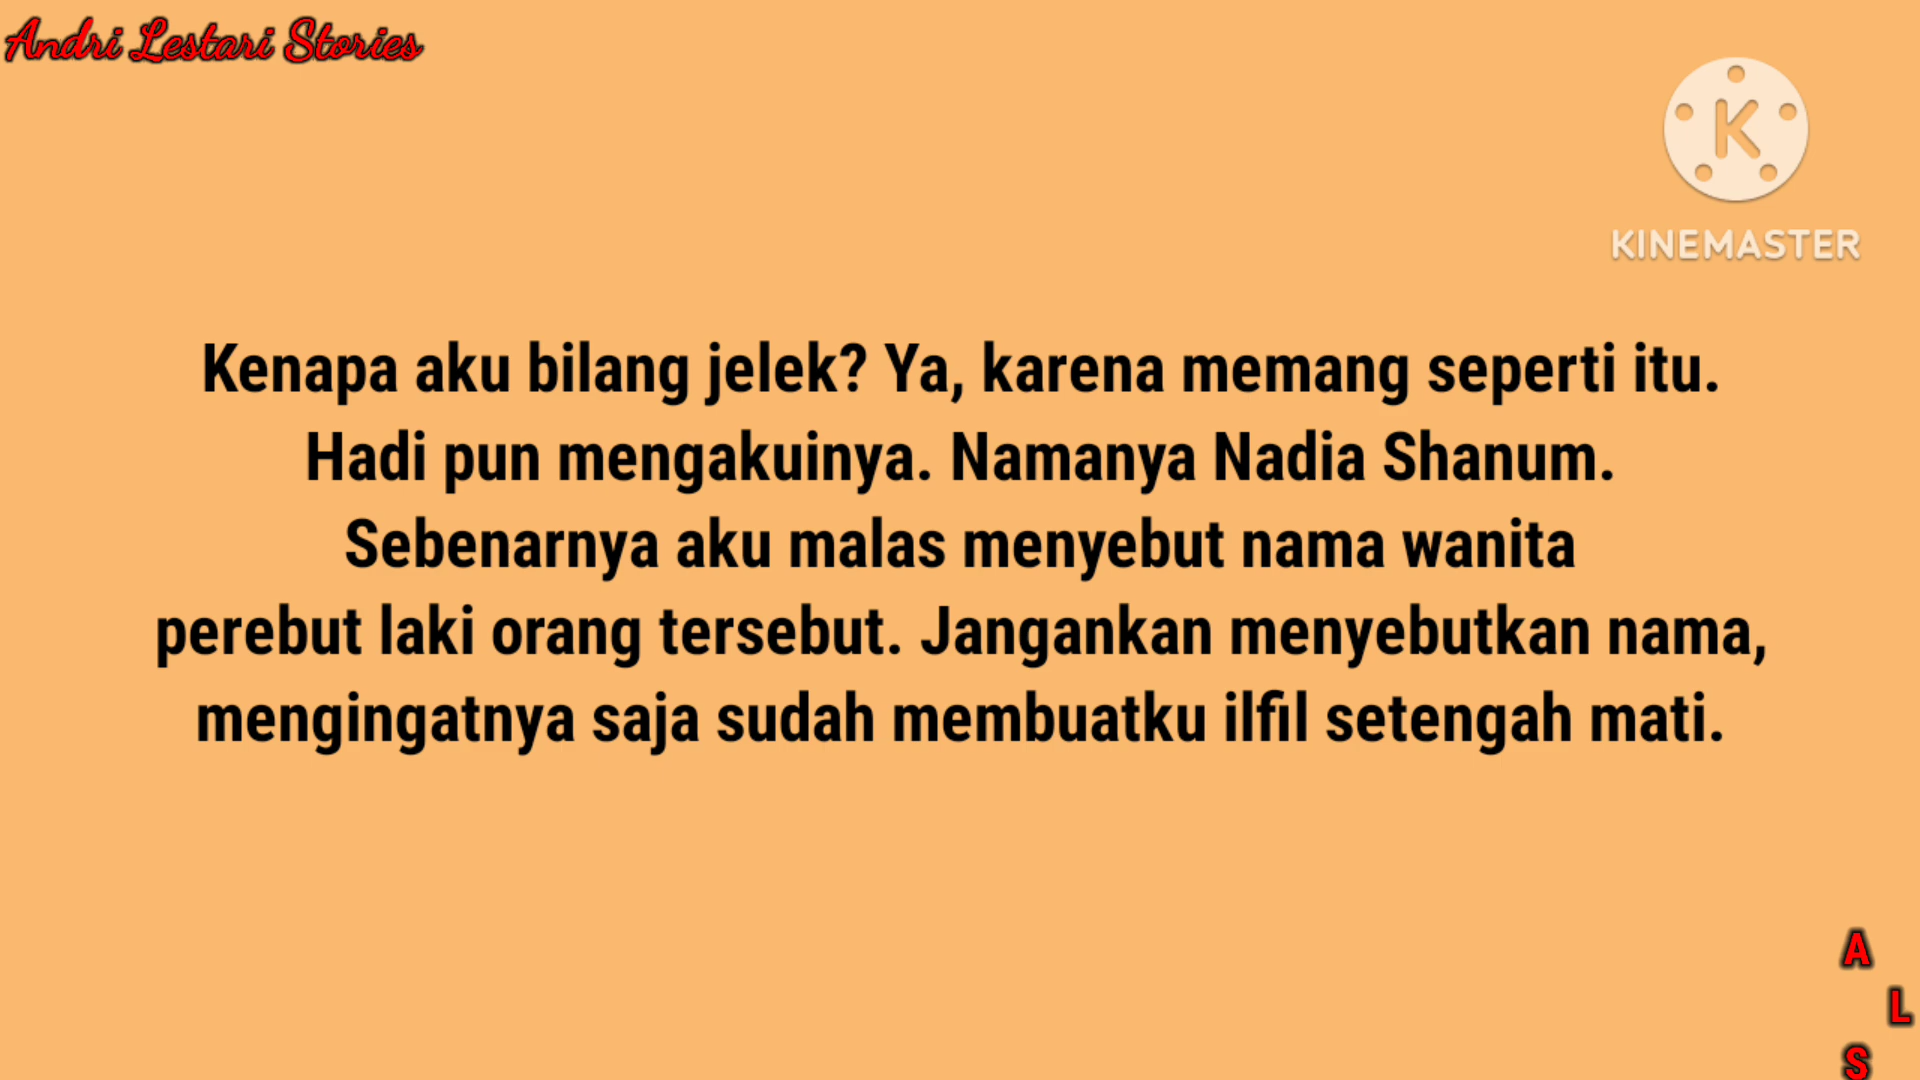 Andri Lestari Stories
K
KINEMASTER
Kenapa aku bilang jelek? Ya, karena memang seperti itu.
Hadi pun mengakuinya. Namanya Nadia Shanum.
Sebenarnya aku malas menyebut nama wanita
perebut laki orang tersebut. Jangankan menyebutkan nama,
mengingatnya saja sudah membuatku ilfil setengah mati.
A
L
S